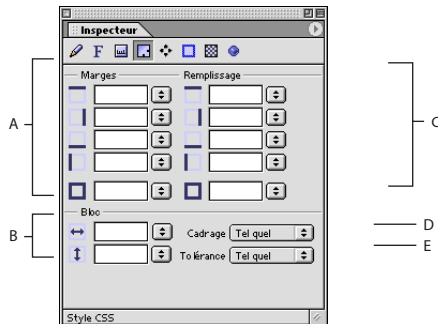 Inspecteur
F
Marges
Remplissage
A
C
Bloc
B
Cadrage Tel quel
D
Tolérance Tel quel
E
Style CSS